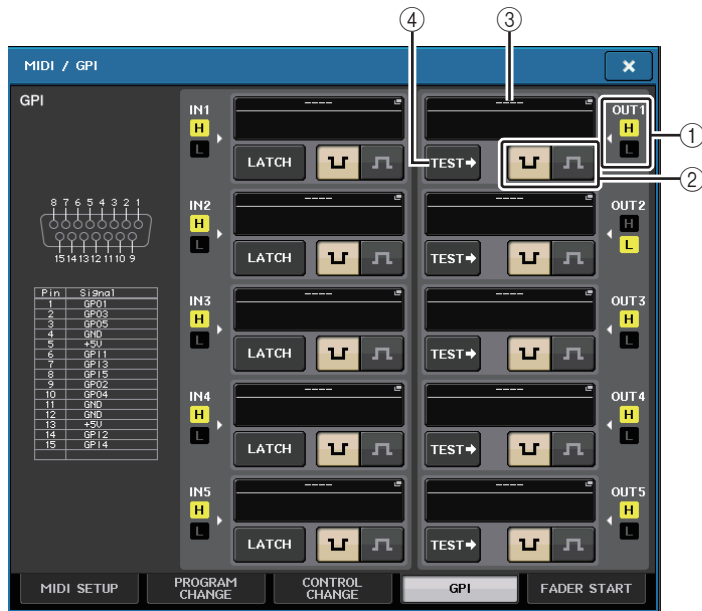 ④ ③
MIDI / GPI ×
GPI
IN1 ---- ---- OUT1
H H ①
L LATCH TEST→ L ②
IN2 ---- ---- OUT2
H H
L LATCH TEST→ L
IN3 ---- ---- OUT3
H H
L LATCH TEST→ L
IN4 ---- ---- OUT4
H H
L LATCH TEST→ L
IN5 ---- ---- OUT5
H H
L LATCH TEST→ L
8 7 6 5 4 3 2 1
15 14 13 12 11 10 9
Pin Signal
1 GPO1
2 GPO3
3 GPO5
4 GND
5 +5V
6 GPI1
7 GPI3
8 GPI5
9 GPO2
10 GPO4
11 GND
12 GND
13 +5V
14 GPI2
15 GPI4
MIDI SETUP
PROGRAM
CHANGE
CONTROL
CHANGE
GPI
FADER START